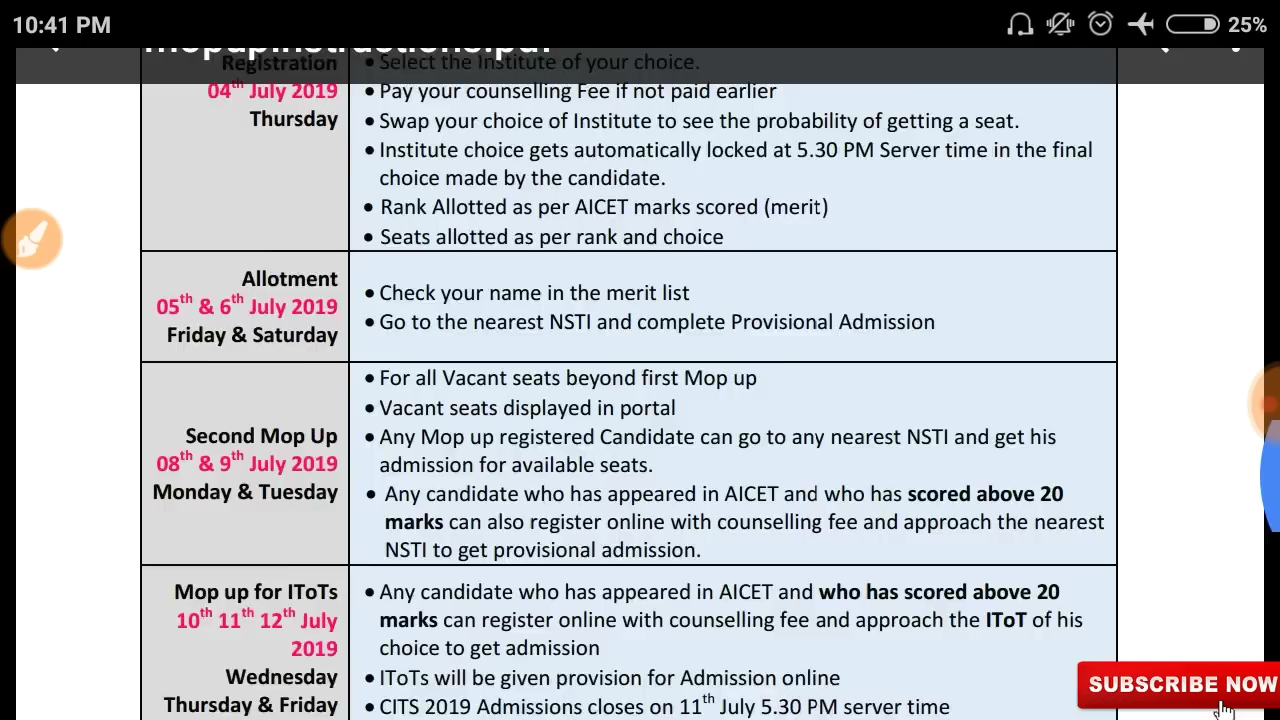 10:41 PM
25%
mopupinstructions.pdf
Registration
04th July 2019
Thursday
• Select the Institute of your choice.
• Pay your counselling Fee if not paid earlier
• Swap your choice of Institute to see the probability of getting a seat.
• Institute choice gets automatically locked at 5.30 PM Server time in the final
choice made by the candidate.
• Rank Allotted as per AICET marks scored (merit)
• Seats allotted as per rank and choice
Allotment
05th & 6th July 2019
Friday & Saturday
• Check your name in the merit list
• Go to the nearest NSTI and complete Provisional Admission
Second Mop Up
08th & 9th July 2019
Monday & Tuesday
• For all Vacant seats beyond first Mop up
• Vacant seats displayed in portal
• Any Mop up registered Candidate can go to any nearest NSTI and get his
admission for available seats.
• Any candidate who has appeared in AICET and who has scored above 20
marks can also register online with counselling fee and approach the nearest
NSTI to get provisional admission.
Mop up for IToTs
10th 11th 12th July
2019
Wednesday
Thursday & Friday
• Any candidate who has appeared in AICET and who has scored above 20
marks can register online with counselling fee and approach the IToT of his
choice to get admission
• IToTs will be given provision for Admission online
• CITS 2019 Admissions closes on 11th July 5.30 PM server time
SUBSCRIBE NOW